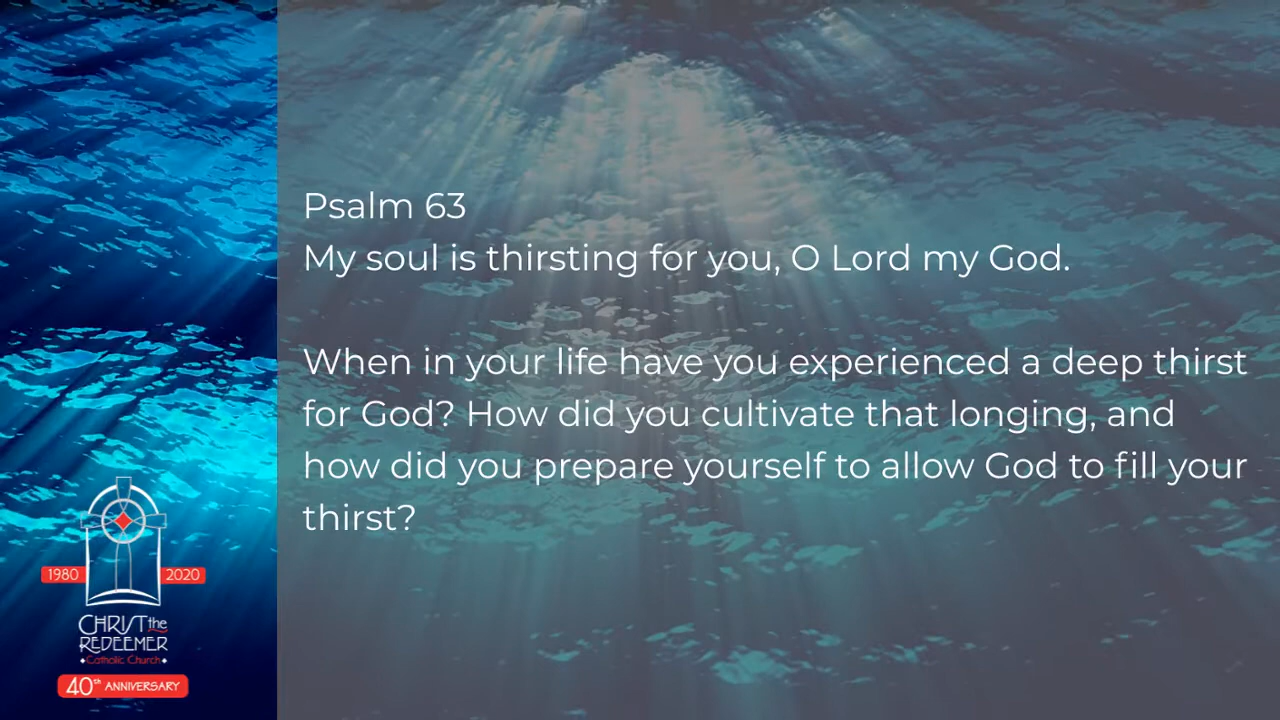 Psalm 63
My soul is thirsting for you, O Lord my God.
When in your life have you experienced a deep thirst
for God? How did you cultivate that longing, and
how did you prepare yourself to allow God to fill your
thirst?
1980 2020
CHRIST the
REDEEMER
Catholic Church
40th ANNIVERSARY